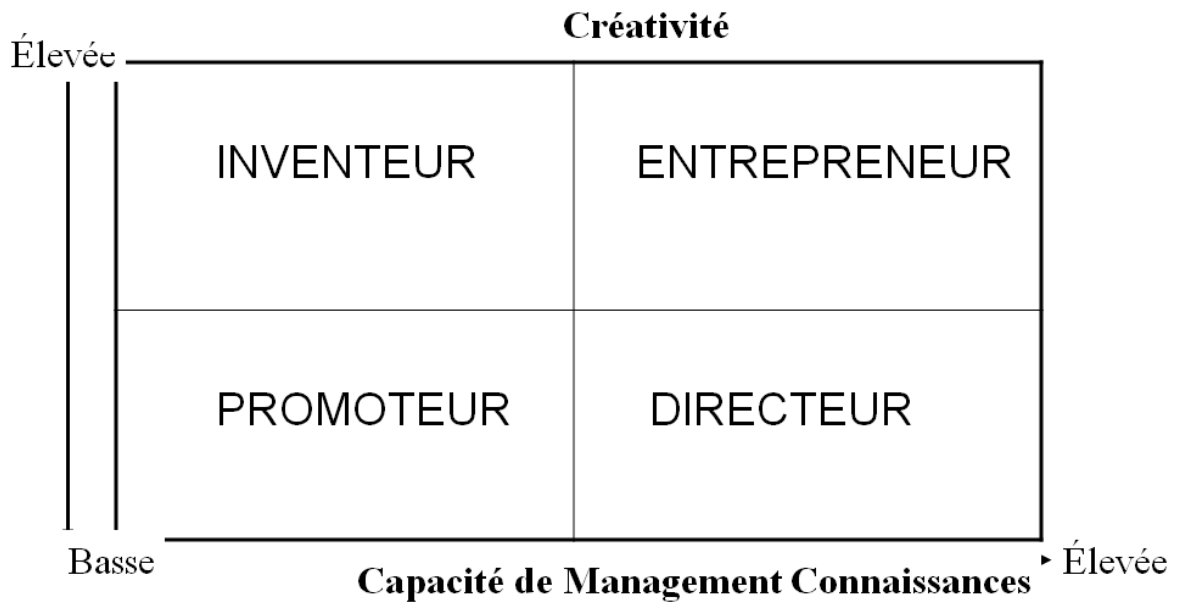 Créativité
Élevée
INVENTEUR
ENTREPRENEUR
PROMOTEUR
DIRECTEUR
Basse
Élevée
Capacité de Management Connaissances